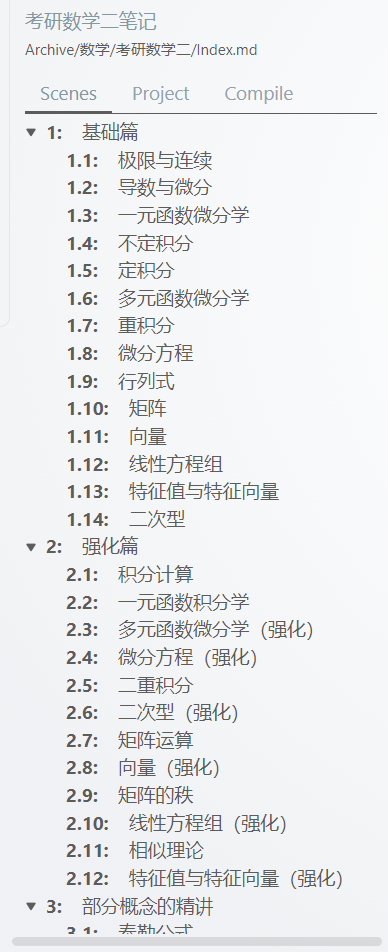 考研数学二笔记
Archive/数学/考研数学二/Index.md
Scenes Project Compile
1: 基础篇
1.1: 极限与连续
1.2: 导数与微分
1.3: 一元函数微分学
1.4: 不定积分
1.5: 定积分
1.6: 多元函数微分学
1.7: 重积分
1.8: 微分方程
1.9: 行列式
1.10: 矩阵
1.11: 向量
1.12: 线性方程组
1.13: 特征值与特征向量
1.14: 二次型
2: 强化篇
2.1: 积分计算
2.2: 一元函数积分学
2.3: 多元函数微分学（强化）
2.4: 微分方程（强化）
2.5: 二重积分
2.6: 二次型（强化）
2.7: 矩阵运算
2.8: 向量（强化）
2.9: 矩阵的秩
2.10: 线性方程组（强化）
2.11: 相似理论
2.12: 特征值与特征向量（强化）
3: 部分概念的精讲
3.1: 泰勒公式